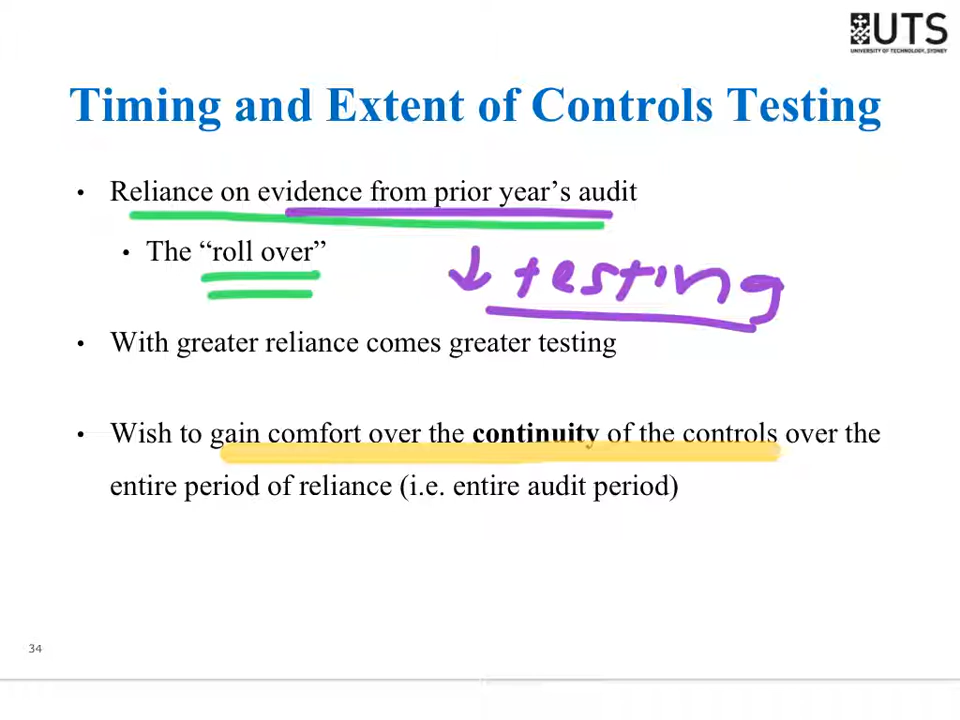 UTS
UNIVERSITY OF TECHNOLOGY, SYDNEY
Timing and Extent of Controls Testing
• Reliance on evidence from prior year’s audit
• The “roll over”
↓ testing
• With greater reliance comes greater testing
• Wish to gain comfort over the continuity of the controls over the
entire period of reliance (i.e. entire audit period)
34